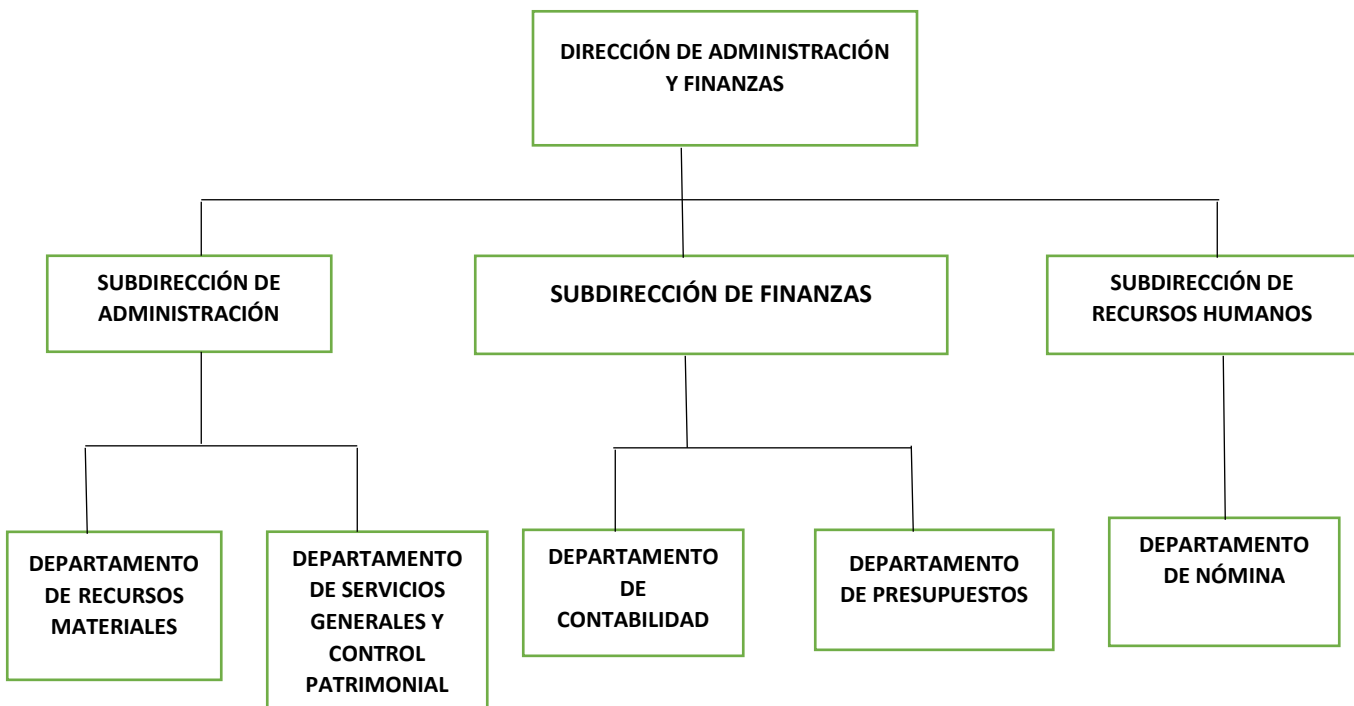 DIRECCIÓN DE ADMINISTRACIÓN
Y FINANZAS
SUBDIRECCIÓN DE
ADMINISTRACIÓN
SUBDIRECCIÓN DE FINANZAS
SUBDIRECCIÓN DE
RECURSOS HUMANOS
DEPARTAMENTO
DE RECURSOS
MATERIALES
DEPARTAMENTO
DE SERVICIOS
GENERALES Y
CONTROL
PATRIMONIAL
DEPARTAMENTO
DE
CONTABILIDAD
DEPARTAMENTO
DE PRESUPUESTOS
DEPARTAMENTO
DE NÓMINA